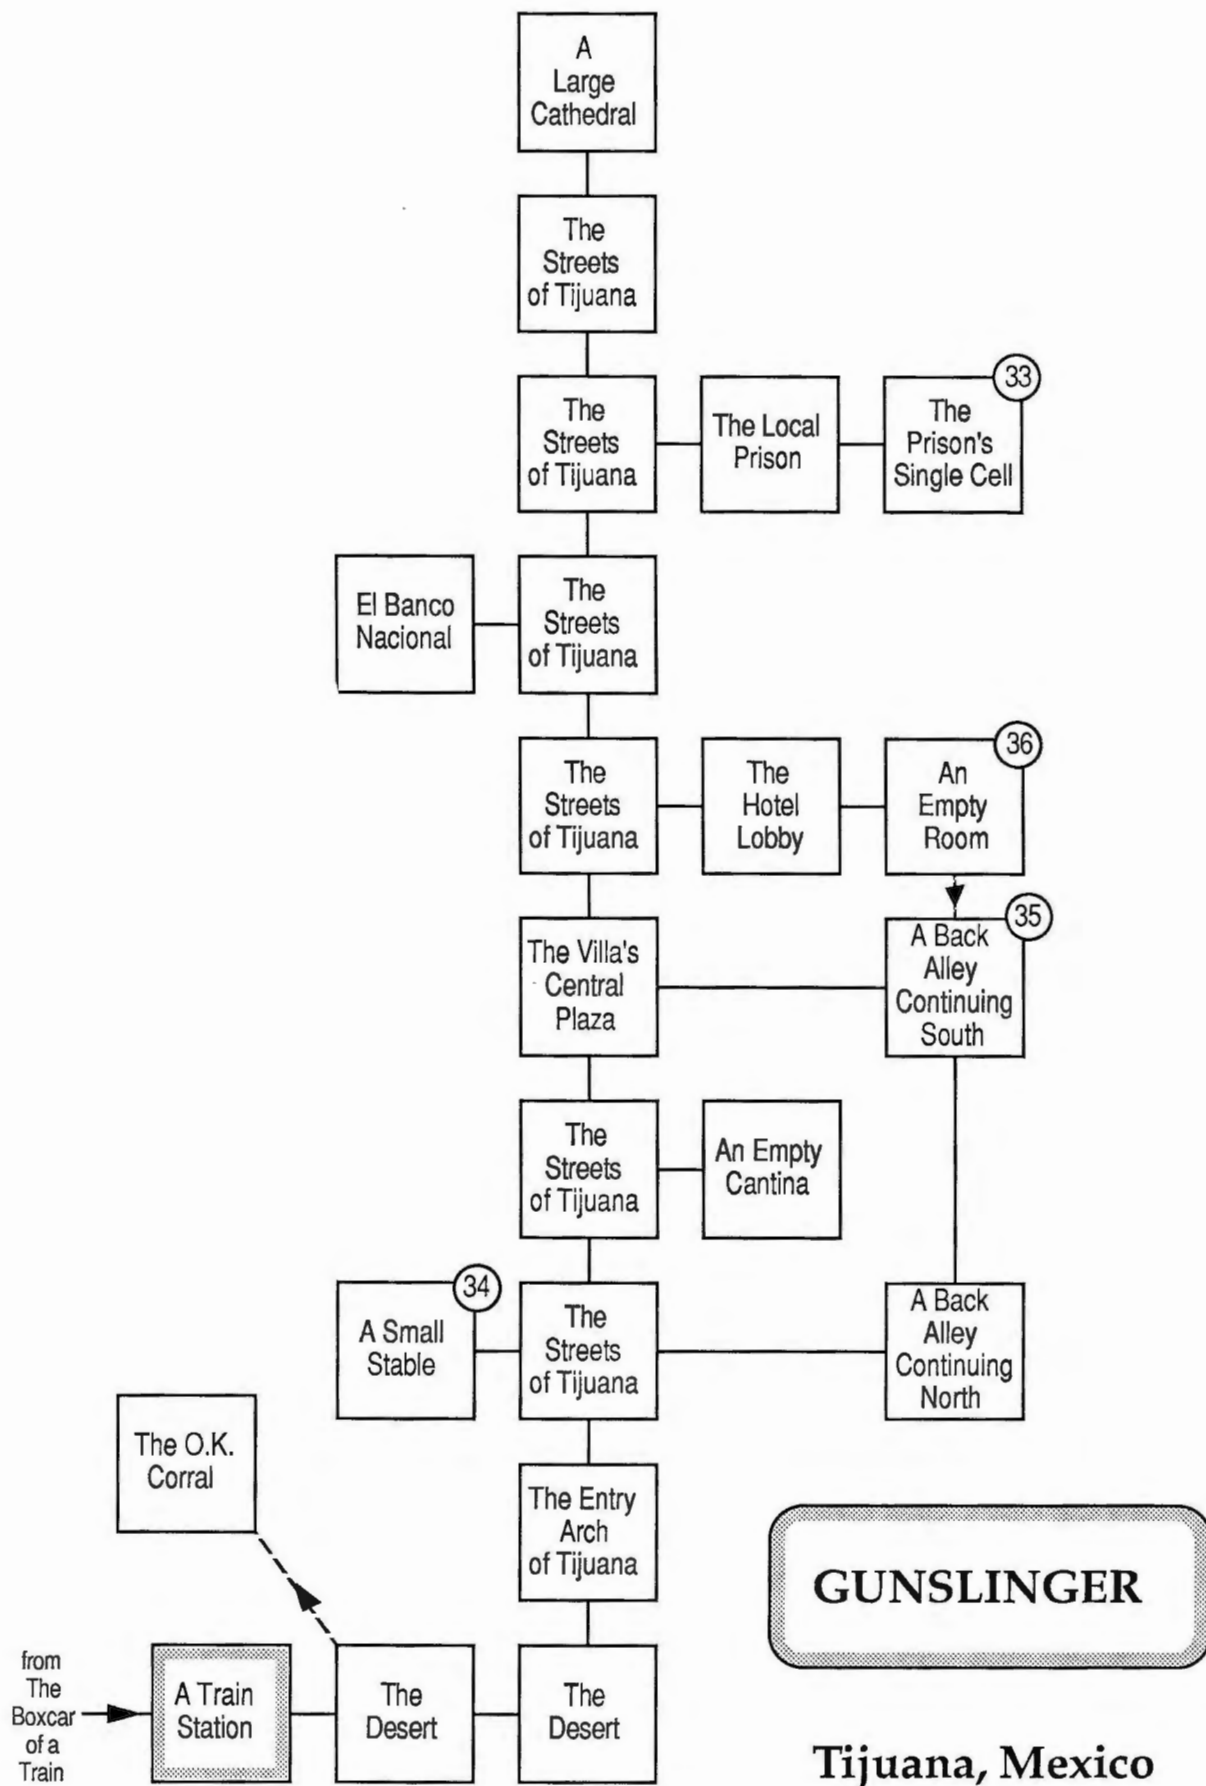 A
Large
Cathedral
The
Streets
of Tijuana
33
The
Streets
of Tijuana
The Local
Prison
The
Prison's
Single Cell
El Banco
Nacional
The
Streets
of Tijuana
36
The
Streets
of Tijuana
The
Hotel
Lobby
An
Empty
Room
35
The Villa's
Central
Plaza
A Back
Alley
Continuing
South
The
Streets
of Tijuana
An Empty
Cantina
34
A Small
Stable
The
Streets
of Tijuana
A Back
Alley
Continuing
North
The O.K.
Corral
The Entry
Arch
of Tijuana
GUNSLINGER
from
The
Boxcar
of a
Train
A Train
Station
The
Desert
The
Desert
Tijuana, Mexico